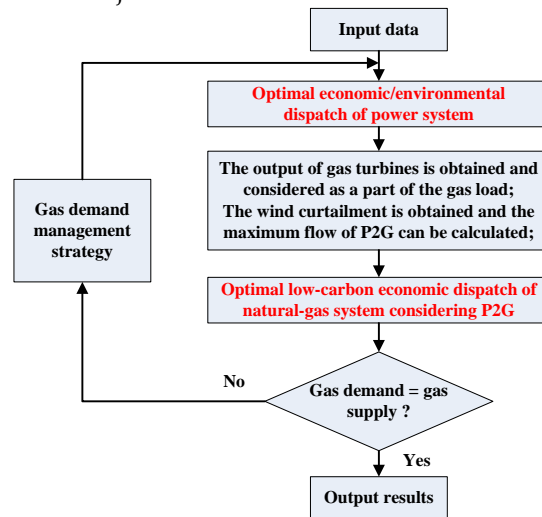 Input data
Optimal economic/environmental
dispatch of power system
The output of gas turbines is obtained and
considered as a part of the gas load;
The wind curtailment is obtained and the
maximum flow of P2G can be calculated;
Gas demand
management
strategy
Optimal low-carbon economic dispatch of
natural-gas system considering P2G
No
Gas demand = gas
supply ?
Yes
Output results